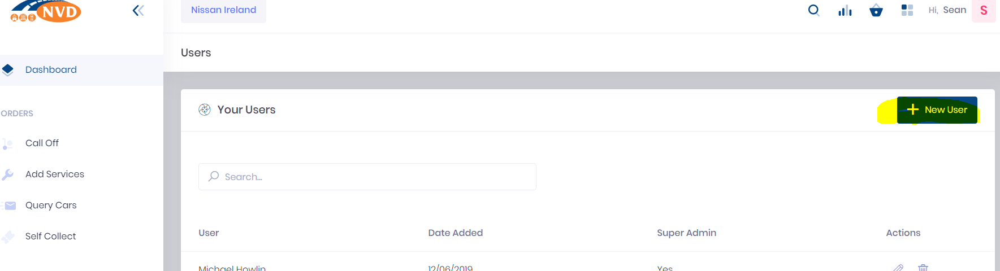 NVD
Nissan Ireland
Hi, Sean
S
Users
Dashboard
Your Users
New User
ORDERS
Call Off
Add Services
Query Cars
Self Collect
Search...
User Date Added Super Admin Actions
Michael Howlin 12/06/2019 Yes